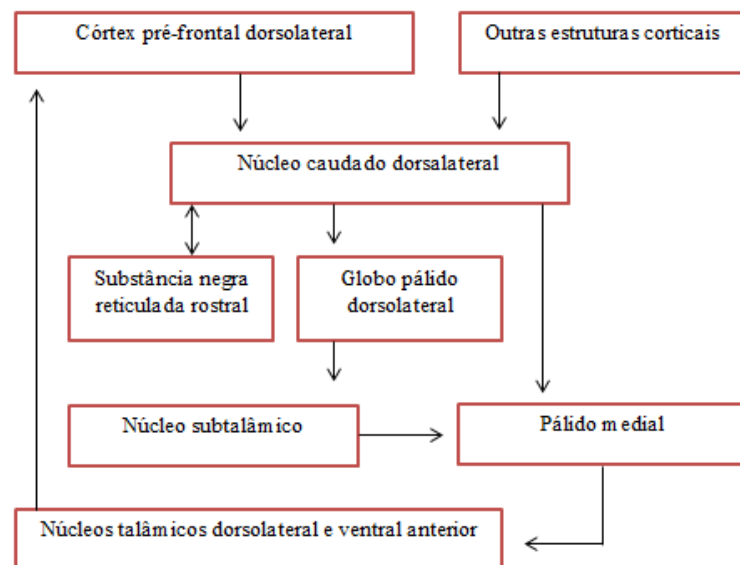 Córtex pré-frontal dorsolateral
Outras estruturas corticais
Núcleo caudado dorsalateral
Substância negra
reticulada rostral
Globo pálido
dorsolateral
Núcleo subtalâmico
Pálido medial
Núcleos talâmicos dorsolateral e ventral anterior